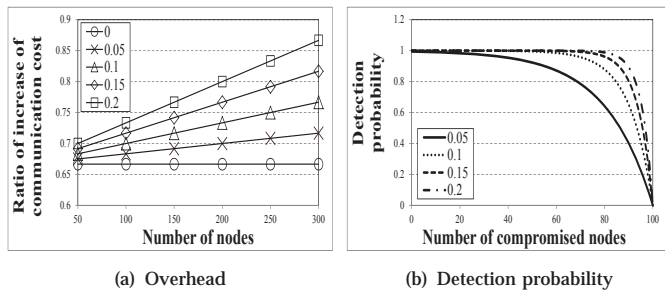 Ratio of increase of
communication cost
0.9
0.85
0.8
0.75
0.7
0.65
0.6
0
0.05
0.1
0.15
0.2
50 100 150 200 250 300
Number of nodes
(a) Overhead
Detection
probability
1.2
1
0.8
0.6
0.4
0.2
0
0.05
0.1
0.15
0.2
0 20 40 60 80 100
Number of compromised nodes
(b) Detection probability